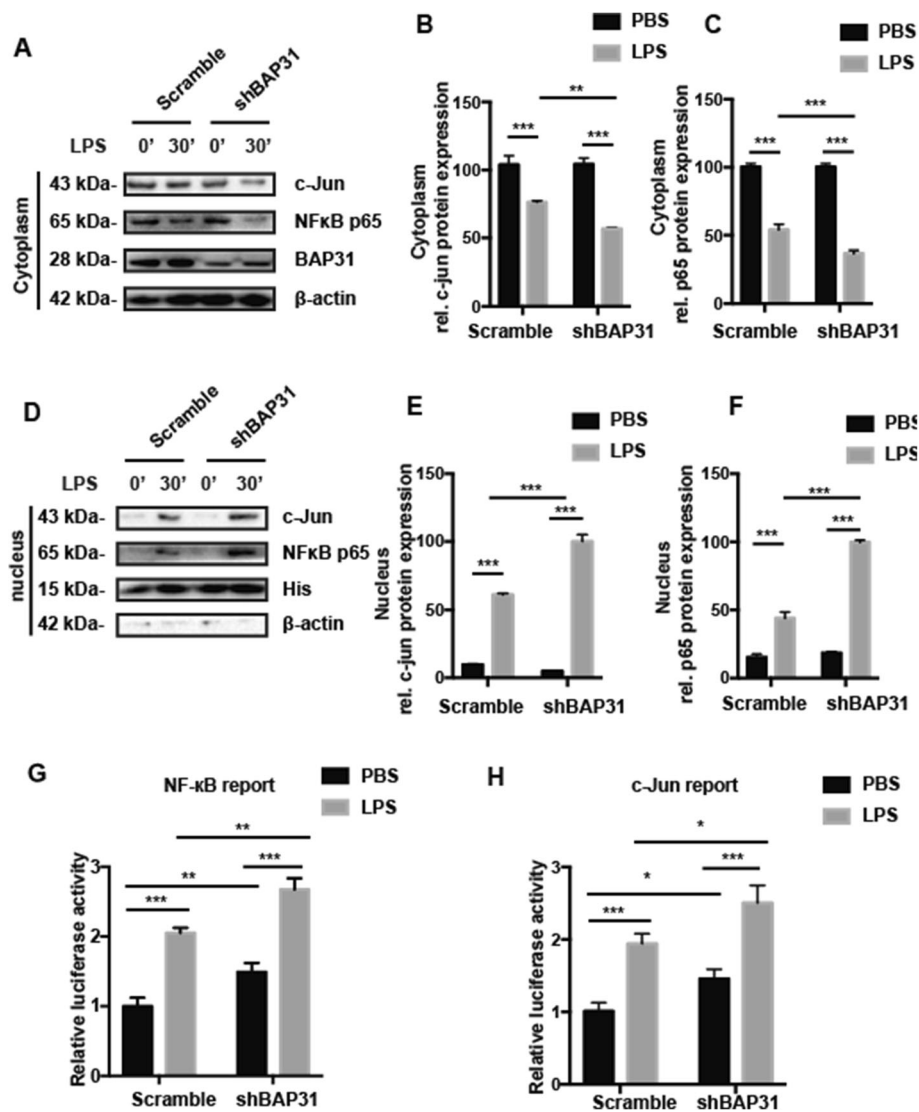 A
Scramble
shBAP31
LPS 0' 30' 0' 30'
Cytoplasm
43 kDa- c-Jun
65 kDa- NFκB p65
28 kDa- BAP31
42 kDa- β-actin
B
PBS
LPS
Cytoplasm
rel. c-jun protein expression
150
100
50
0
**
***
***
Scramble shBAP31
C
PBS
LPS
Cytoplasm
rel. p65 protein expression
150
100
50
0
***
***
***
Scramble shBAP31
D
Scramble
shBAP31
LPS 0' 30' 0' 30'
nucleus
43 kDa- c-Jun
65 kDa- NFκB p65
15 kDa- His
42 kDa- β-actin
E
PBS
LPS
Nucleus
rel. c-jun protein expression
150
100
50
0
***
***
***
Scramble shBAP31
F
PBS
LPS
Nucleus
rel. p65 protein expression
150
100
50
0
***
***
***
Scramble shBAP31
G
NF-κB report
PBS
LPS
Relative luciferase activity
3
2
1
0
**
***
**
***
Scramble shBAP31
H
c-Jun report
PBS
LPS
Relative luciferase activity
3
2
1
0
*
***
*
***
Scramble shBAP31